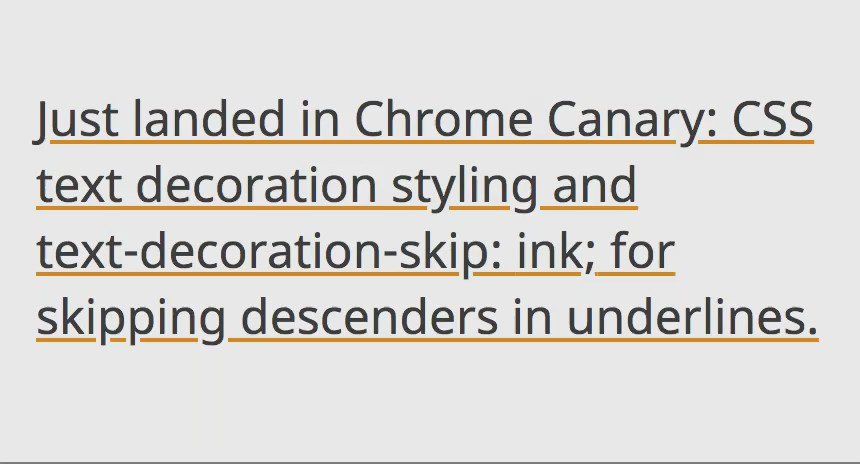 Just landed in Chrome Canary: CSS
text decoration styling and
text-decoration-skip: ink; for
skipping descenders in underlines.